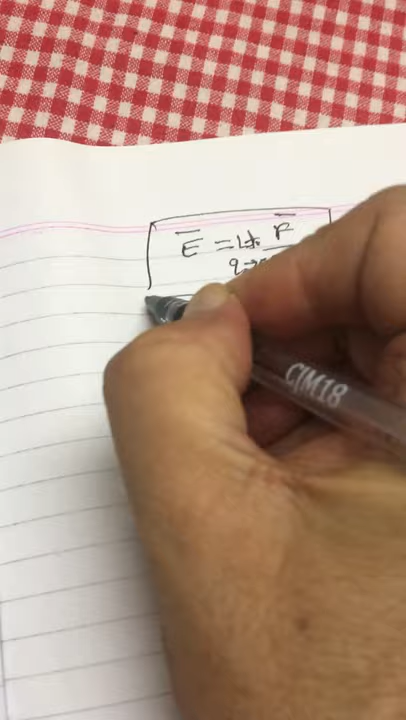 E = Lt F
q→
CIM18